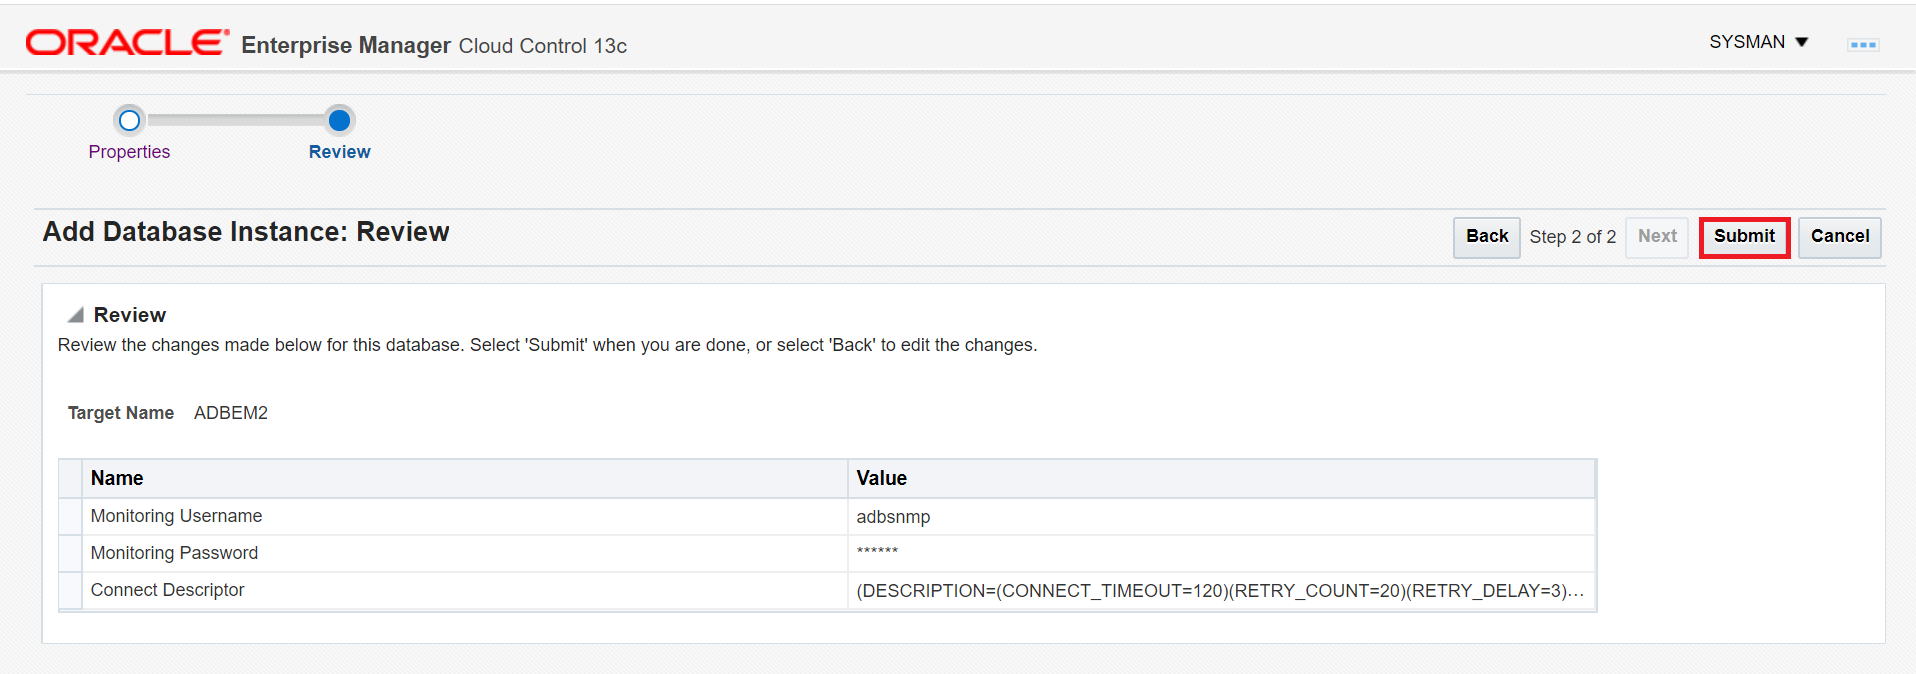 ORACLE Enterprise Manager Cloud Control 13c
SYSMAN
Properties
Review
Add Database Instance: Review
Back Step 2 of 2 Next Submit Cancel
Review
Review the changes made below for this database. Select 'Submit' when you are done, or select 'Back' to edit the changes.
Target Name ADBEM2
Name Value
Monitoring Username adbsnmp
Monitoring Password ******
Connect Descriptor (DESCRIPTION=(CONNECT_TIMEOUT=120)(RETRY_COUNT=20)(RETRY_DELAY=3)...